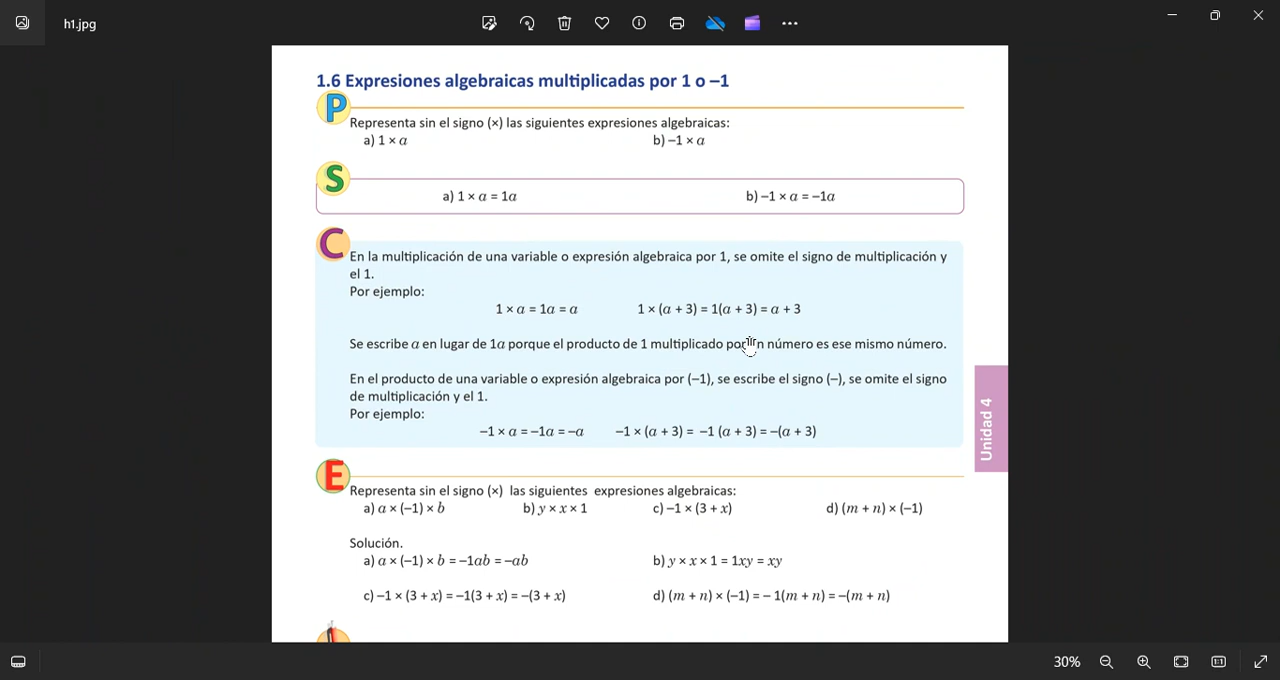 h1.jpg
1.6 Expresiones algebraicas multiplicadas por 1 o –1
P
Representa sin el signo (×) las siguientes expresiones algebraicas:
a) 1 × a b) –1 × a
S
a) 1 × a = 1a b) –1 × a = –1a
C
En la multiplicación de una variable o expresión algebraica por 1, se omite el signo de multiplicación y
el 1.
Por ejemplo:
1 × a = 1a = a 1 × (a + 3) = 1(a + 3) = a + 3
Se escribe a en lugar de 1a porque el producto de 1 multiplicado por número es ese mismo número.
En el producto de una variable o expresión algebraica por (–1), se escribe el signo (–), se omite el signo
de multiplicación y el 1.
Por ejemplo:
–1 × a = –1a = –a –1 × (a + 3) = –1 (a + 3) = –(a + 3)
Unidad 4
E
Representa sin el signo (×) las siguientes expresiones algebraicas:
a) a × (–1) × b b) y × x × 1 c) –1 × (3 + x) d) (m + n) × (–1)
Solución.
a) a × (–1) × b = –1ab = –ab b) y × x × 1 = 1xy = xy
c) –1 × (3 + x) = –1(3 + x) = –(3 + x) d) (m + n) × (–1) = – 1(m + n) = –(m + n)
30%